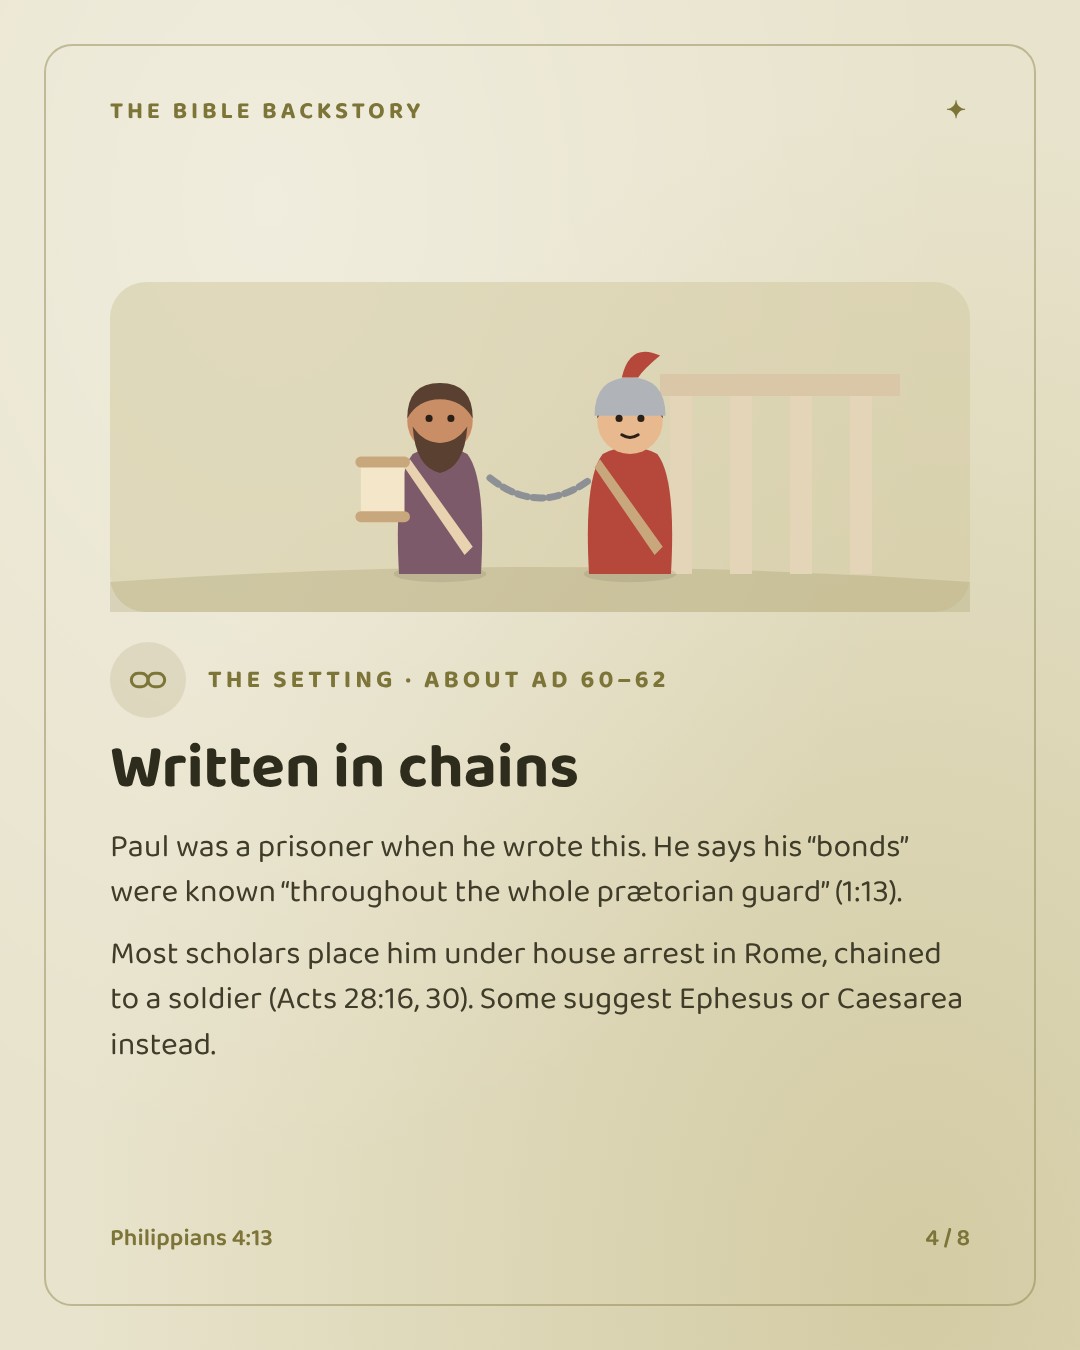 THE BIBLE BACKSTORY
THE SETTING · ABOUT AD 60–62
Written in chains
Paul was a prisoner when he wrote this. He says his “bonds”
were known “throughout the whole prætorian guard” (1:13).
Most scholars place him under house arrest in Rome, chained
to a soldier (Acts 28:16, 30). Some suggest Ephesus or Caesarea
instead.
Philippians 4:13
4 / 8